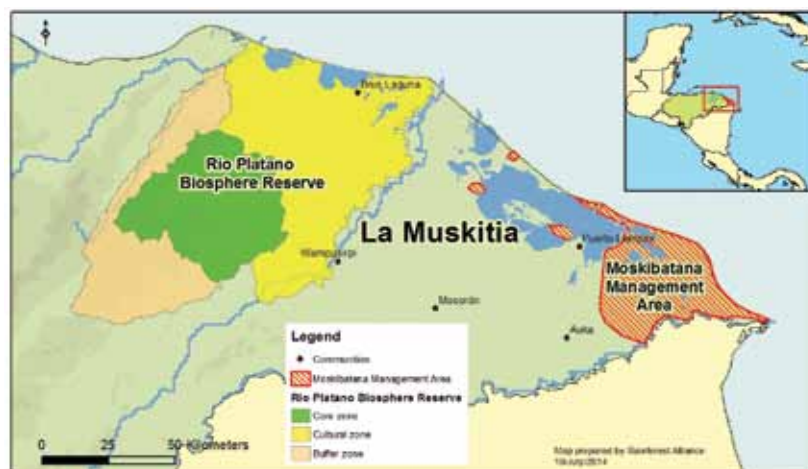 Brus Laguna
Rio Platano
Biosphere Reserve
La Muskitia
Puerto Lempira
Wampusirpi
Moskibatana
Management
Area
Mocorón
Auka
Legend
Communities
Moskibatana Management Area
Rio Platano Biosphere Reserve
Core zone
Cultural zone
Buffer zone
0 25 50 Kilometers
Map prepared by Rainforest Alliance